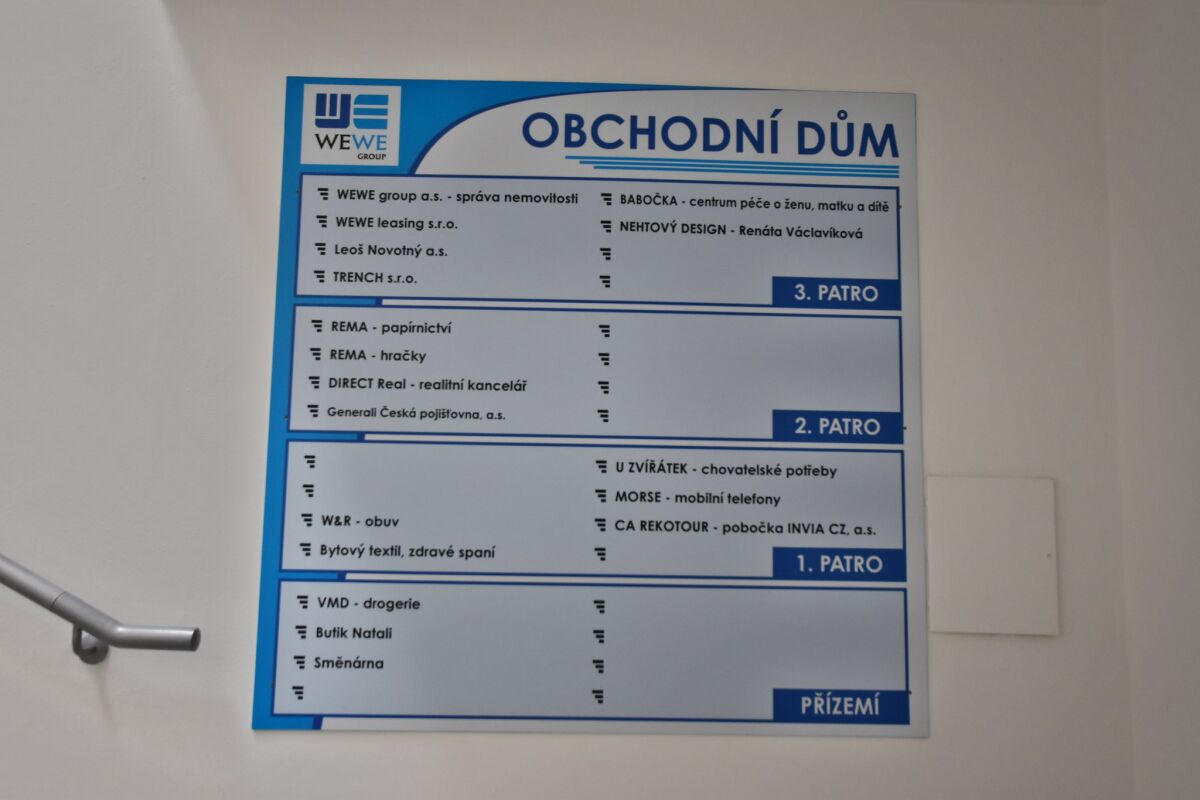 WEWE
GROUP
OBCHODNÍ DŮM
WEWE group a.s. - správa nemovitosti
WEWE leasing s.r.o.
Leoš Novotný a.s.
TRENCH s.r.o.
BABOČKA - centrum péče o ženu, matku a dítě
NEHTOVÝ DESIGN - Renáta Václavíková
3. PATRO
REMA - papírnictví
REMA - hračky
DIRECT Real - realitní kancelář
Generali Česká pojišťovna, a.s.
2. PATRO
W&R - obuv
Bytový textil, zdravé spaní
U ZVÍŘÁTEK - chovatelské potřeby
MORSE - mobilní telefony
CA REKOTOUR - pobočka INVIA CZ, a.s.
1. PATRO
VMD - drogerie
Butik Natali
Směnárna
PŘÍZEMÍ